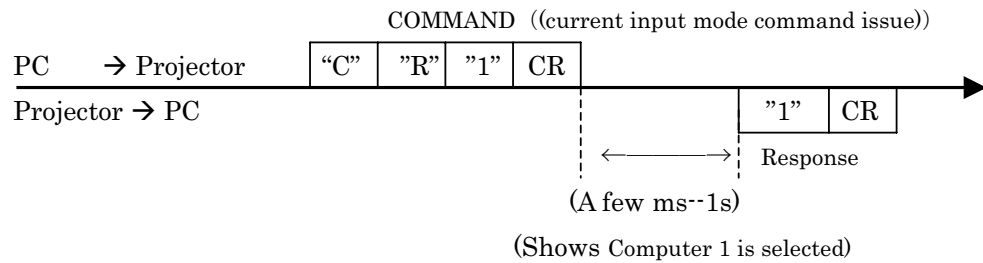 COMMAND ((current input mode command issue))
PC → Projector “C” ”R” ”1” CR
Projector → PC ”1” CR
Response
(A few ms--1s)
(Shows Computer 1 is selected)